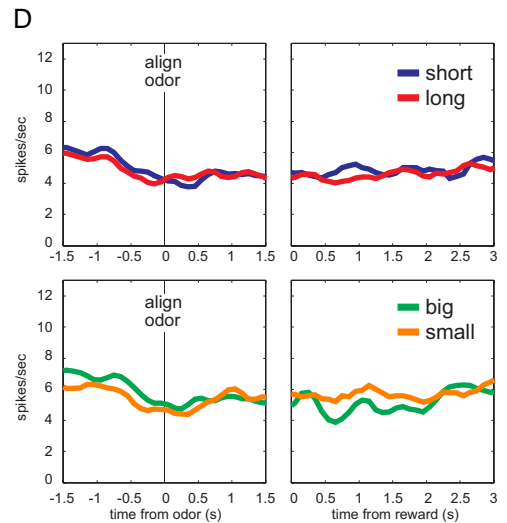 D
align
odor
short
long
spikes/sec
12
10
8
6
4
2
0
-1.5 -1 -0.5 0 0.5 1 1.5
0 0.5 1 1.5 2 2.5 3
align
odor
big
small
spikes/sec
12
10
8
6
4
2
0
-1.5 -1 -0.5 0 0.5 1 1.5
0 0.5 1 1.5 2 2.5 3
time from odor (s)
time from reward (s)